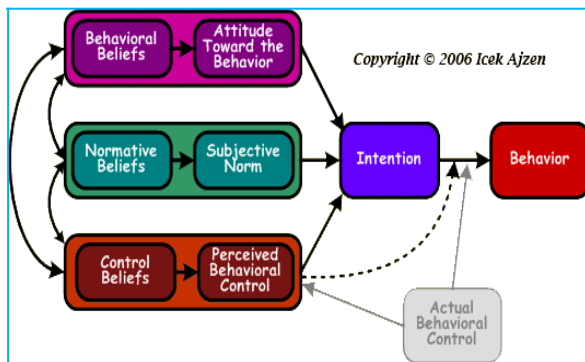 Behavioral
Beliefs
Attitude
Toward the
Behavior
Copyright © 2006 Icek Ajzen
Normative
Beliefs
Subjective
Norm
Intention
Behavior
Control
Beliefs
Perceived
Behavioral
Control
Actual
Behavioral
Control